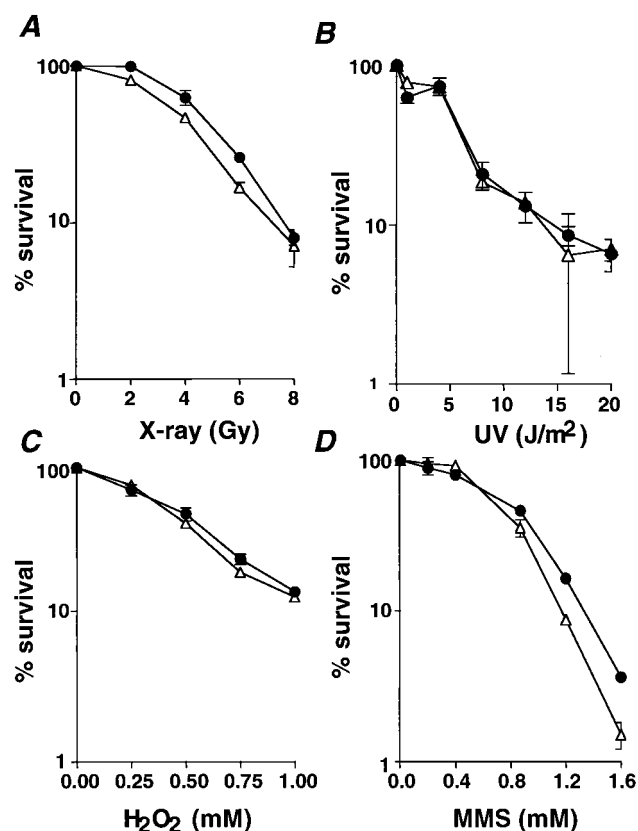 A
100
10
1
% survival
0 2 4 6 8
X-ray (Gy)
B
100
10
1
% survival
0 5 10 15 20
UV (J/m²)
C
100
10
1
% survival
0.00 0.25 0.50 0.75 1.00
H₂O₂ (mM)
D
100
10
1
% survival
0.0 0.4 0.8 1.2 1.6
MMS (mM)